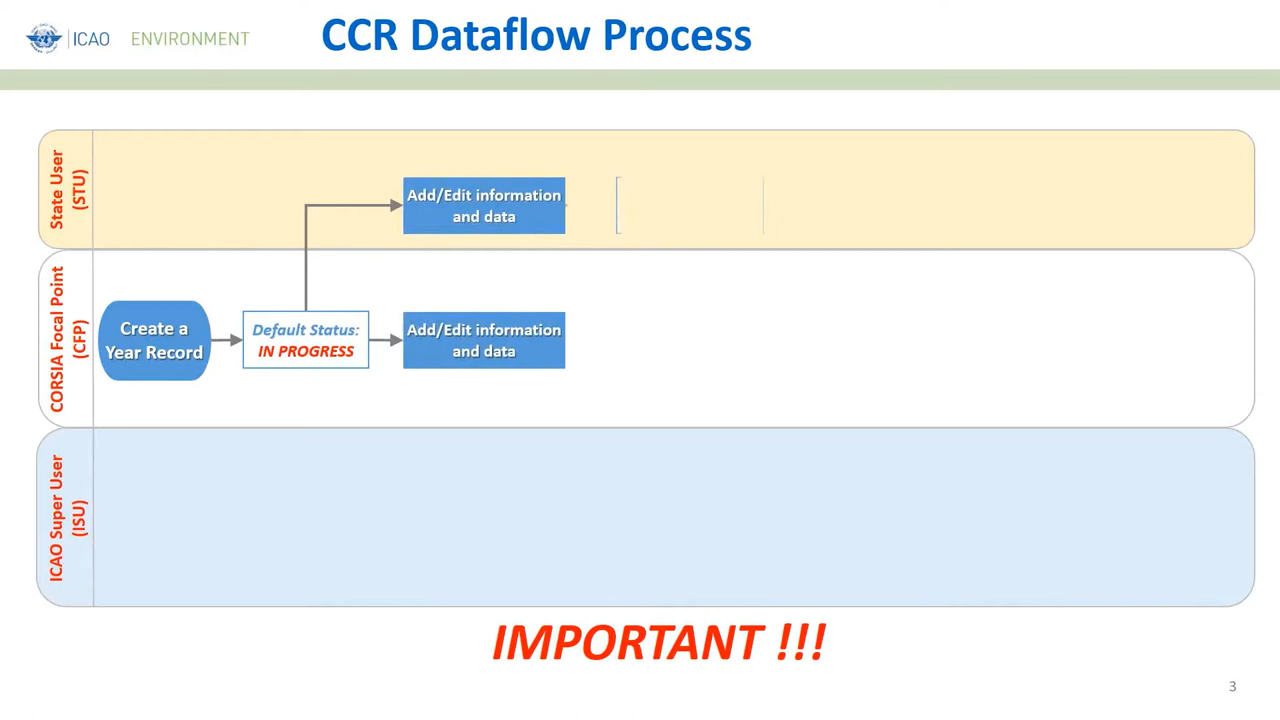 ICAO ENVIRONMENT
CCR Dataflow Process
State User
(STU)
Add/Edit information
and data
CORSIA Focal Point
(CFP)
Create a
Year Record
Default Status:
IN PROGRESS
Add/Edit information
and data
ICAO Super User
(ISU)
IMPORTANT !!!
3